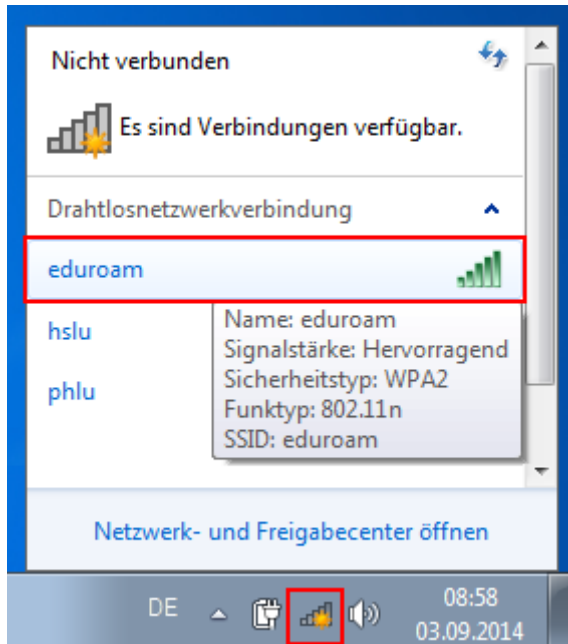 Nicht verbunden
Es sind Verbindungen verfügbar.
Drahtlosnetzwerkverbindung
eduroam
hslu
phlu
Name: eduroam
Signalstärke: Hervorragend
Sicherheitstyp: WPA2
Funktyp: 802.11n
SSID: eduroam
Netzwerk- und Freigabecenter öffnen
DE
08:58
03.09.2014